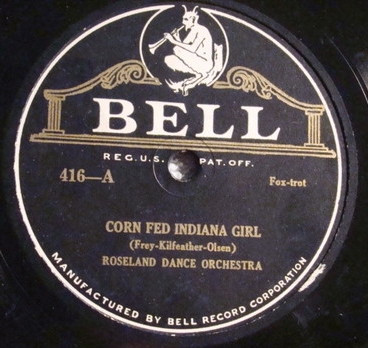 BELL
REG. U.S. PAT. OFF.
416—A Fox-trot
CORN FED INDIANA GIRL
(Frey-Kilfeather-Olsen)
ROSELAND DANCE ORCHESTRA
MANUFACTURED BY BELL RECORD CORPORATION